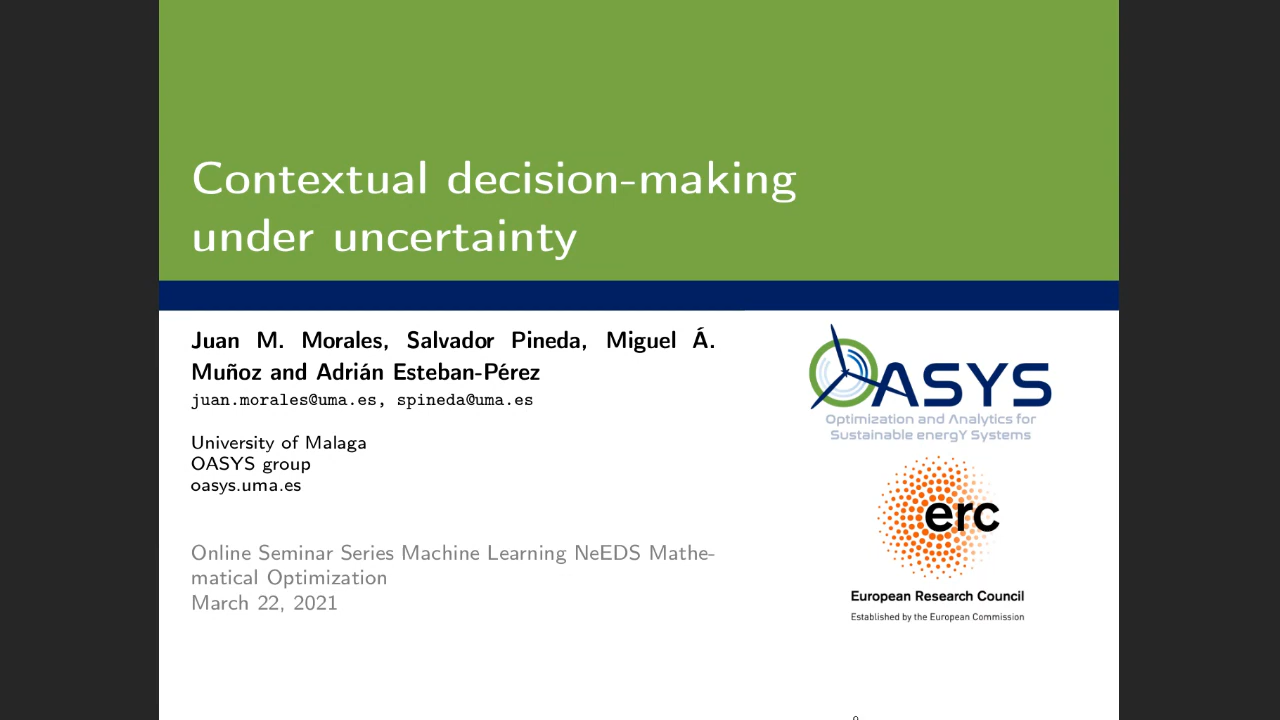 Contextual decision-making
under uncertainty
Juan M. Morales, Salvador Pineda, Miguel Á.
Muñoz and Adrián Esteban-Pérez
juan.morales@uma.es, spineda@uma.es
University of Malaga
OASYS group
oasys.uma.es
Online Seminar Series Machine Learning NeEDS Mathe-
matical Optimization
March 22, 2021
OASYS
Optimization and Analytics for
Sustainable energY Systems
erc
European Research Council
Established by the European Commission